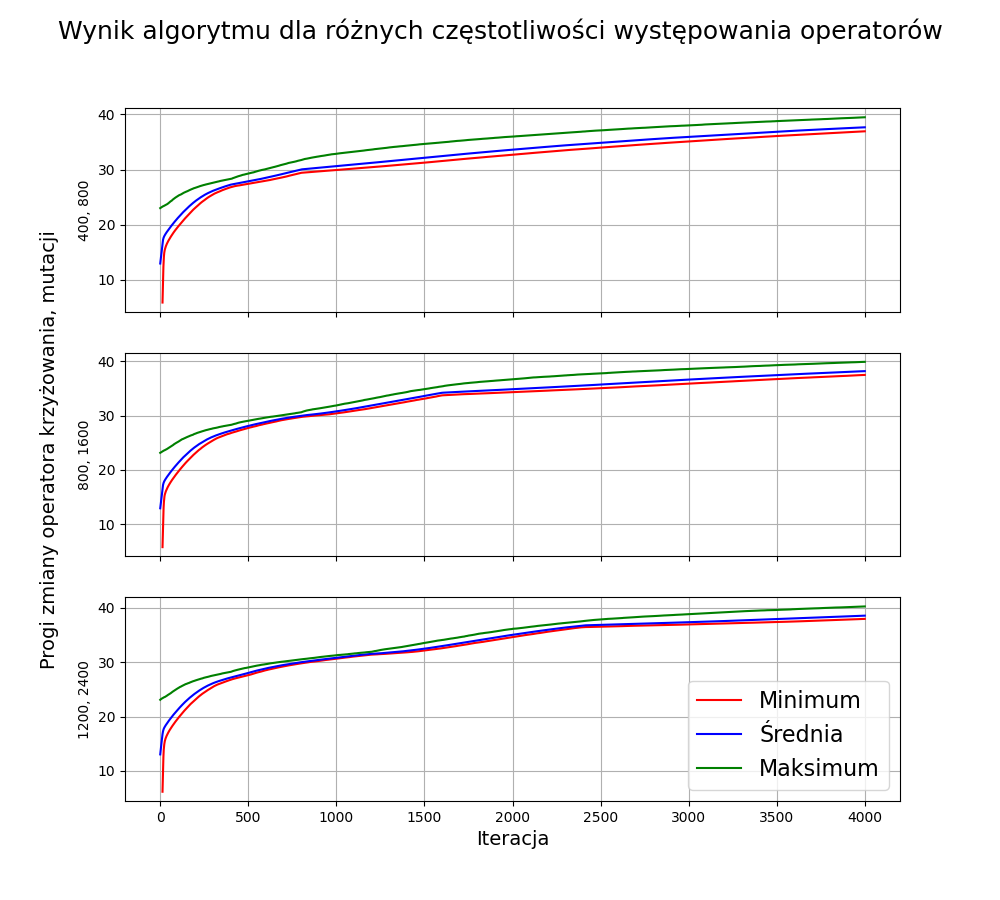 Wynik algorytmu dla różnych częstotliwości występowania operatorów
Progi zmiany operatora krzyżowania, mutacji
400, 800
40
30
20
10
800, 1600
40
30
20
10
1200, 2400
40
30
20
10
Minimum
Średnia
Maksimum
0 500 1000 1500 2000 2500 3000 3500 4000
Iteracja